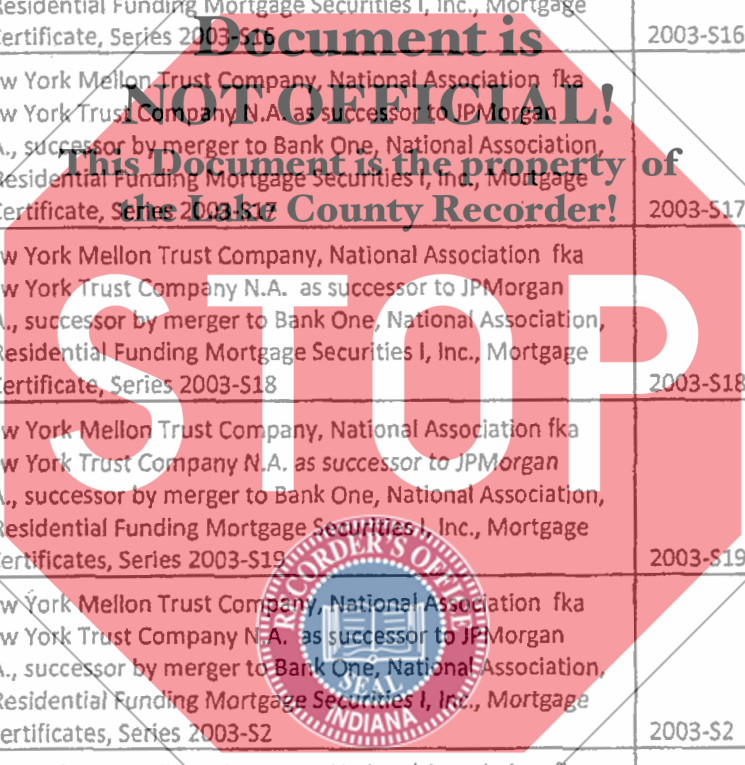 Residential Funding Mortgage Securities I, Inc., Mortgage
Certificate, Series 2003-S16 2003-S16
Document is
w York Mellon Trust Company, National Association fka
NOT OFFICIAL!
w York Trust Company N.A. as successor to JPMorgan
A., successor by merger to Bank One, National Association,
This Document is the property of
Residential Funding Mortgage Securities I, Inc., Mortgage
the Lake County Recorder!
Certificate, Series 2003-S17 2003-S17
w York Mellon Trust Company, National Association fka
w York Trust Company N.A. as successor to JPMorgan
A., successor by merger to Bank One, National Association,
Residential Funding Mortgage Securities I, Inc., Mortgage
Certificate, Series 2003-S18 2003-S18
STOP
w York Mellon Trust Company, National Association fka
w York Trust Company N.A. as successor to JPMorgan
A., successor by merger to Bank One, National Association,
Residential Funding Mortgage Securities I, Inc., Mortgage
Certificates, Series 2003-S19 2003-S19
RECORDER'S OFFICE
w York Mellon Trust Company, National Association fka
w York Trust Company N.A. as successor to JPMorgan
A., successor by merger to Bank One, National Association,
SEAL
Residential Funding Mortgage Securities I, Inc., Mortgage
INDIANA
Certificates, Series 2003-S2 2003-S2